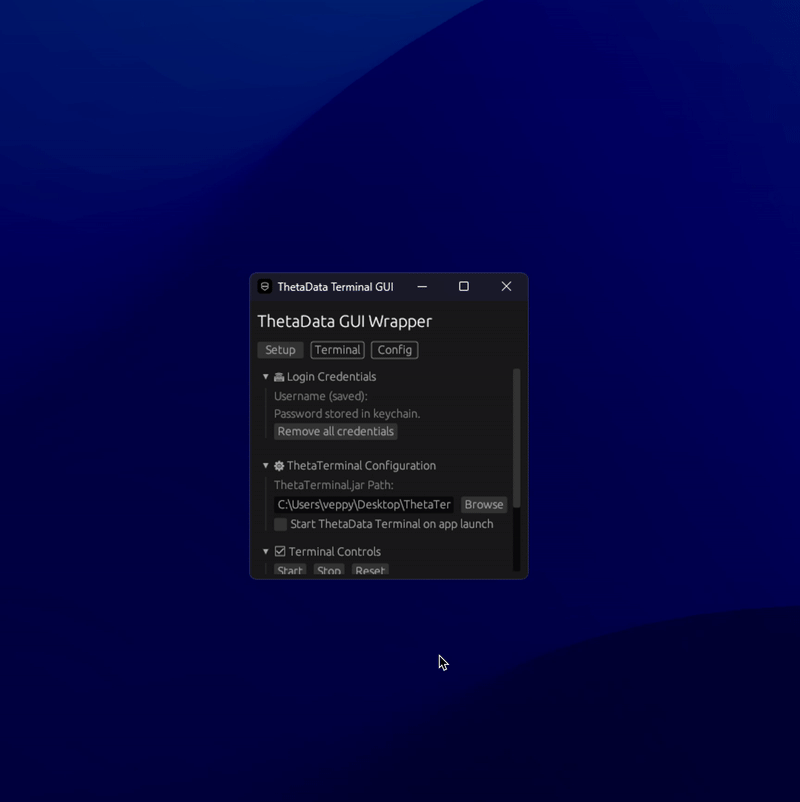 ThetaData Terminal GUI
ThetaData GUI Wrapper
Setup Terminal Config
Login Credentials
Username (saved):
Password stored in keychain.
Remove all credentials
ThetaTerminal Configuration
ThetaTerminal.jar Path:
C:\Users\veppy\Desktop\ThetaTer Browse
Start ThetaData Terminal on app launch
Terminal Controls
Start Stop Reset